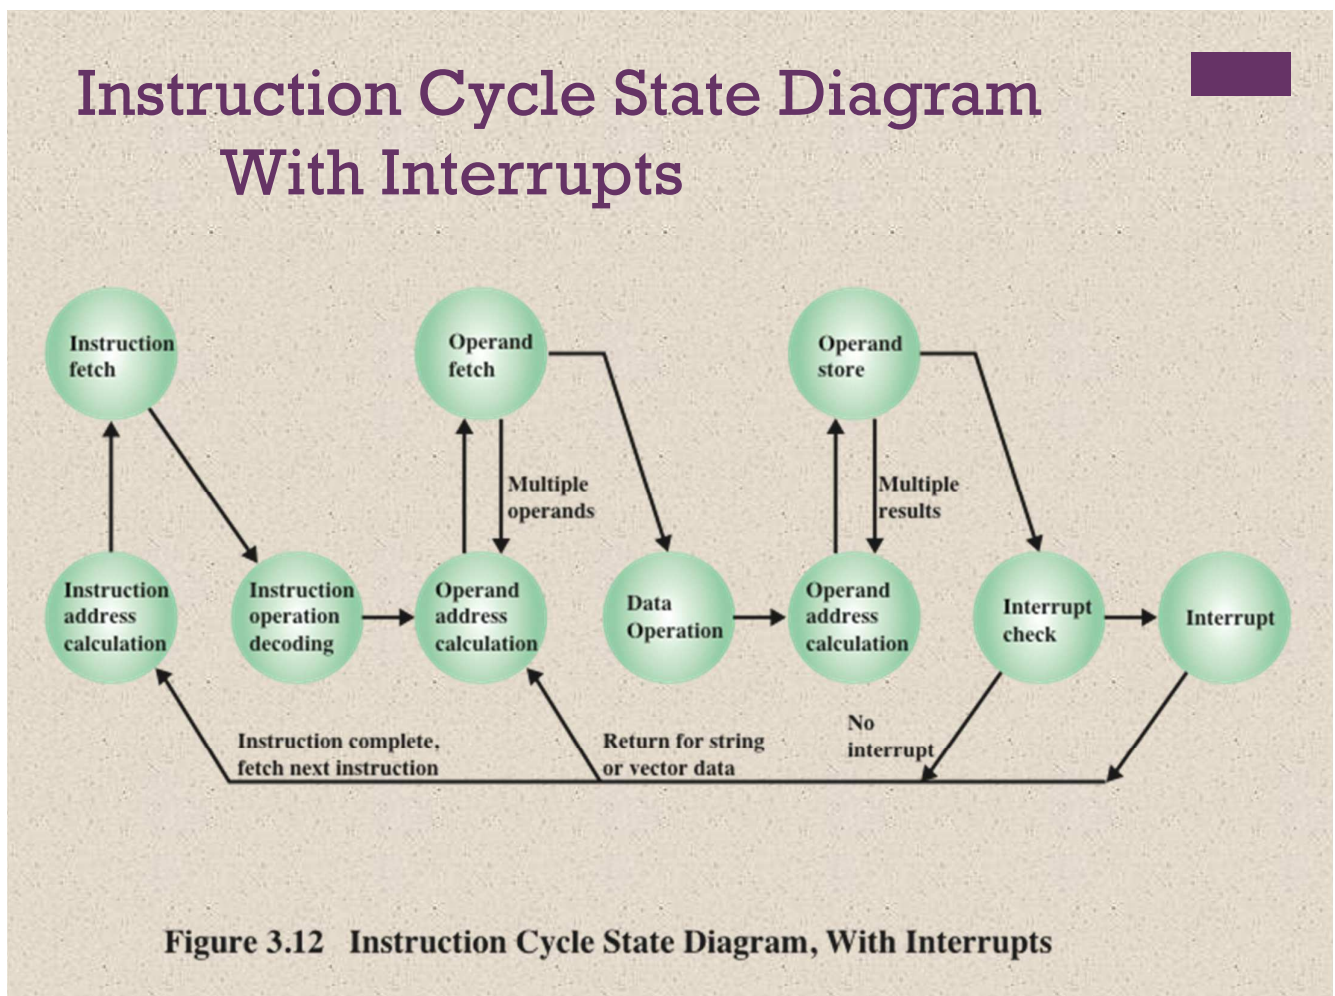 Instruction Cycle State Diagram
With Interrupts
Instruction
fetch
Operand
fetch
Operand
store
Multiple
operands
Multiple
results
Instruction
address
calculation
Instruction
operation
decoding
Operand
address
calculation
Data
Operation
Operand
address
calculation
Interrupt
check
Interrupt
Instruction complete,
fetch next instruction
Return for string
or vector data
No
interrupt
Figure 3.12 Instruction Cycle State Diagram, With Interrupts